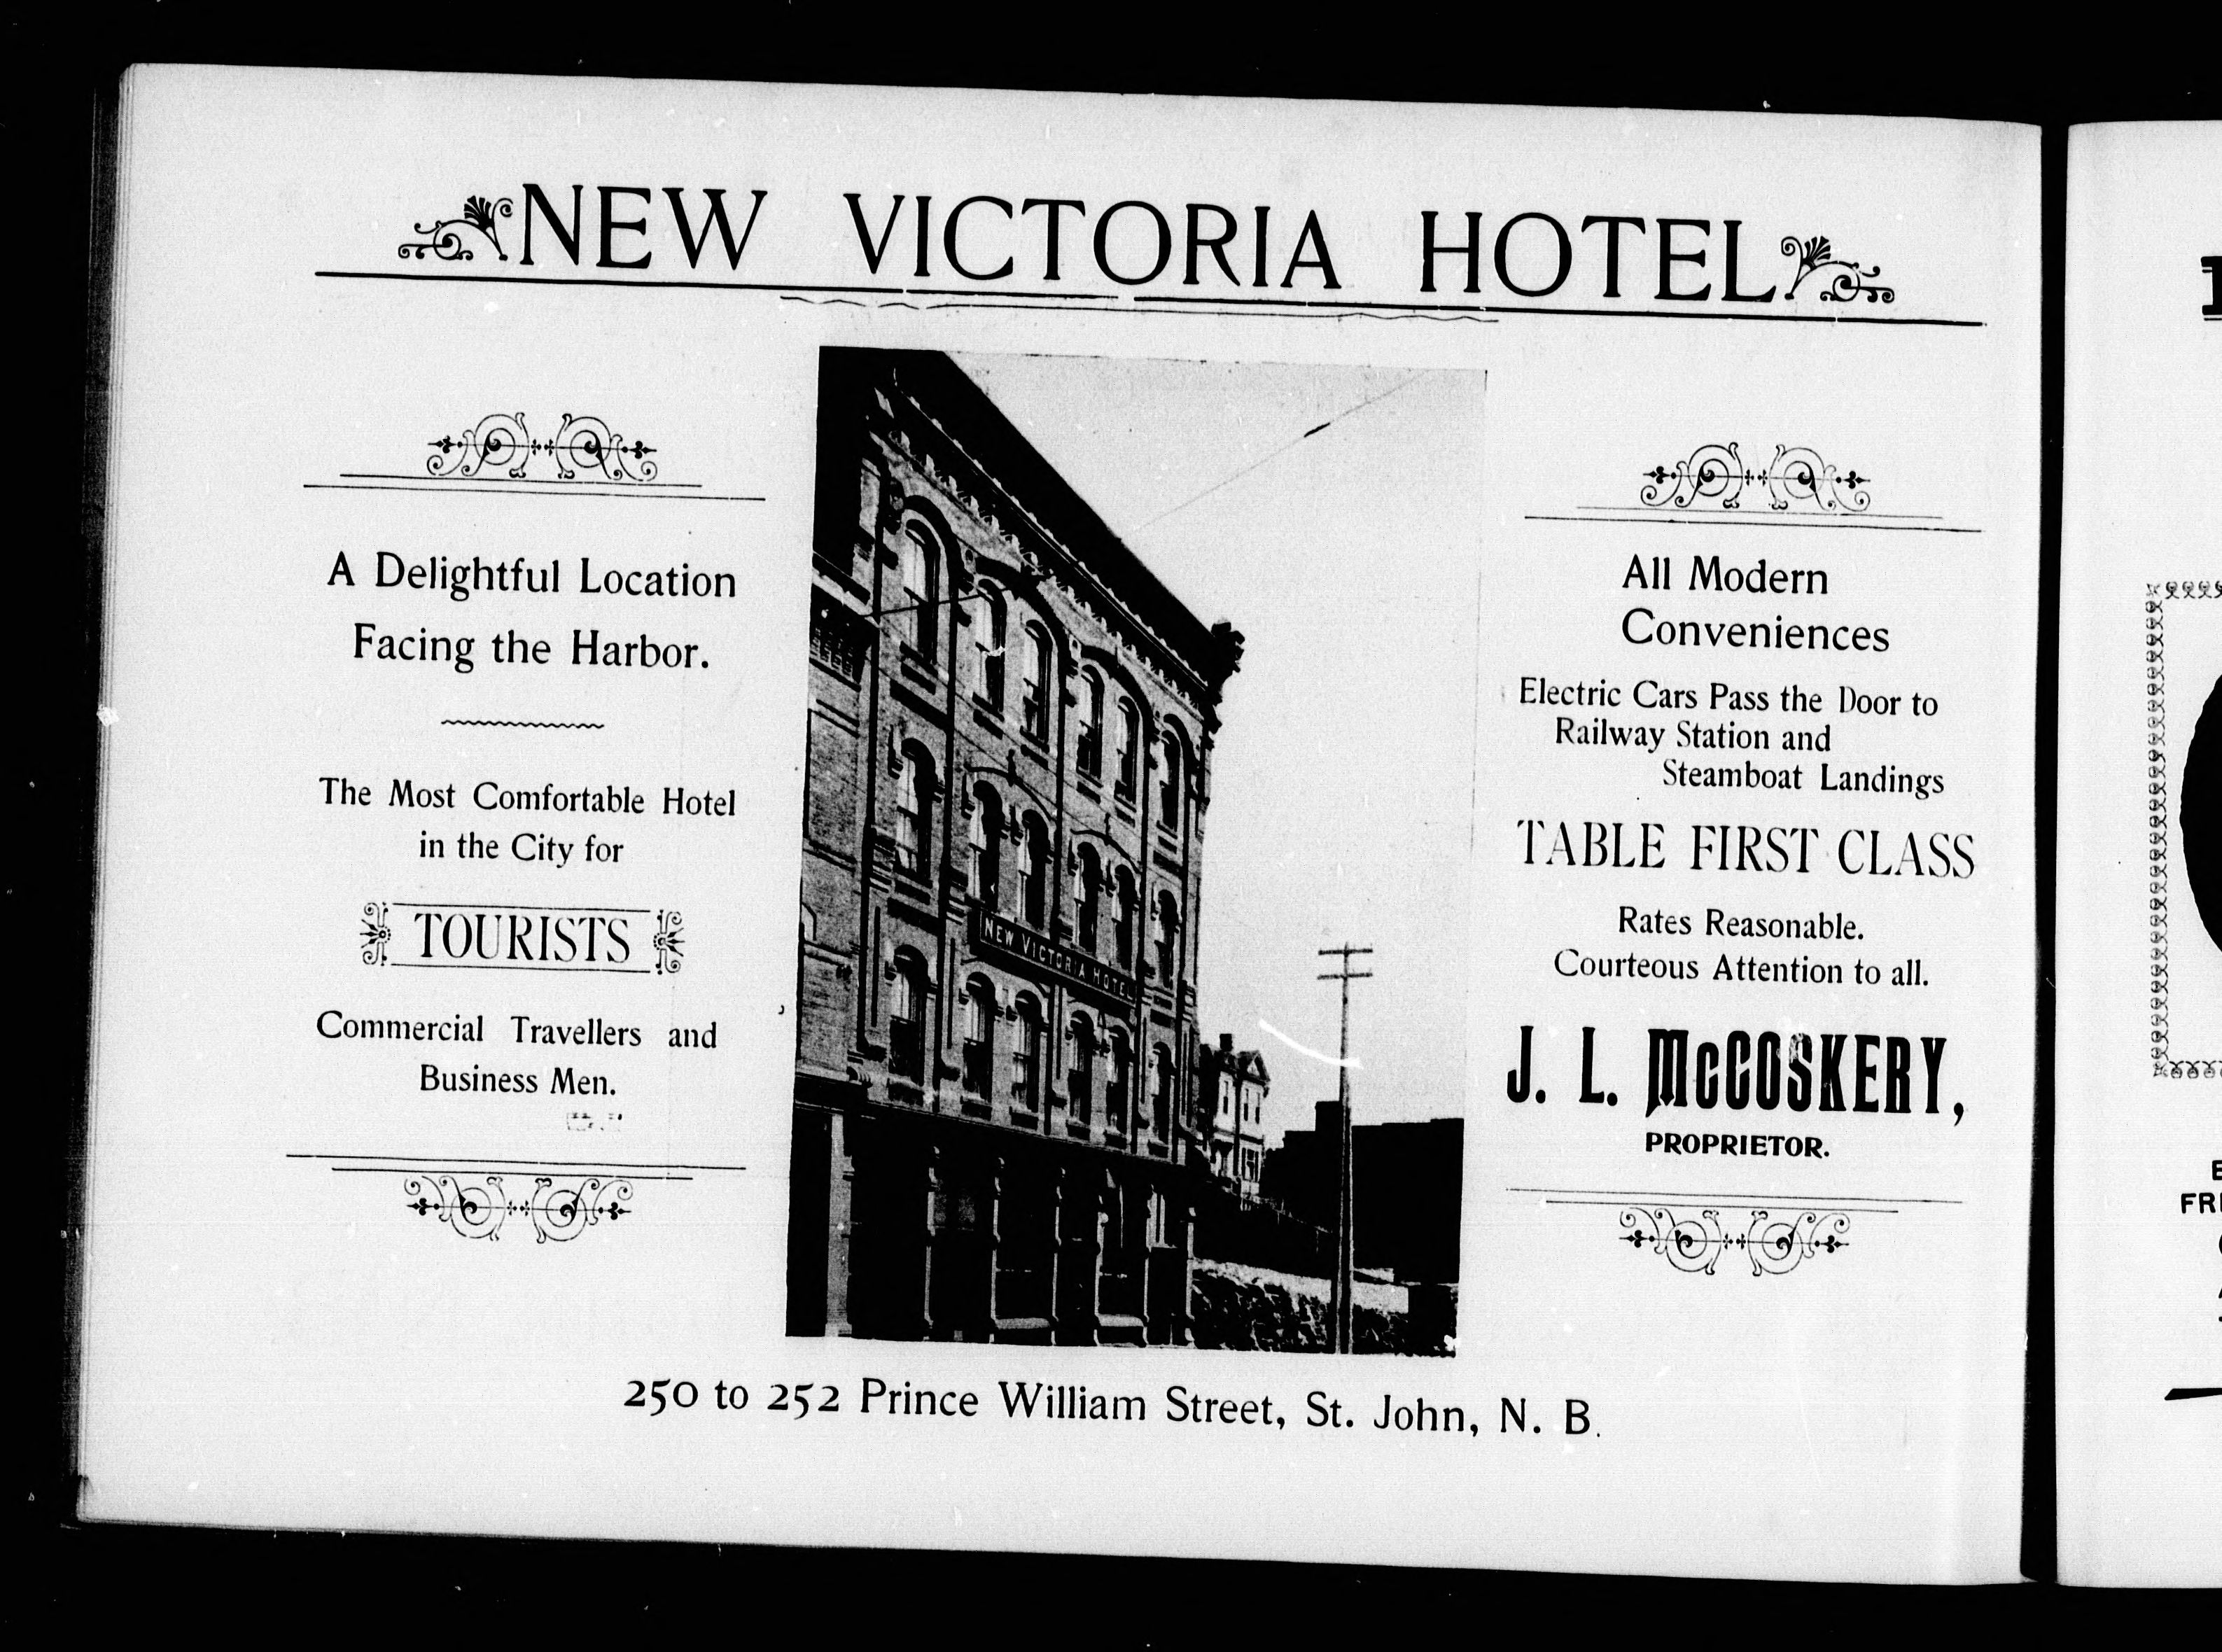 NEW VICTORIA HOTEL
A Delightful Location
Facing the Harbor.
The Most Comfortable Hotel
in the City for
TOURISTS
Commercial Travellers and
Business Men.
NEW VICTORIA HOTEL
All Modern
Conveniences
Electric Cars Pass the Door to
Railway Station and
Steamboat Landings
TABLE FIRST CLASS
Rates Reasonable.
Courteous Attention to all.
J. L. McCOSKERY,
PROPRIETOR.
250 to 252 Prince William Street, St. John, N. B.
FR